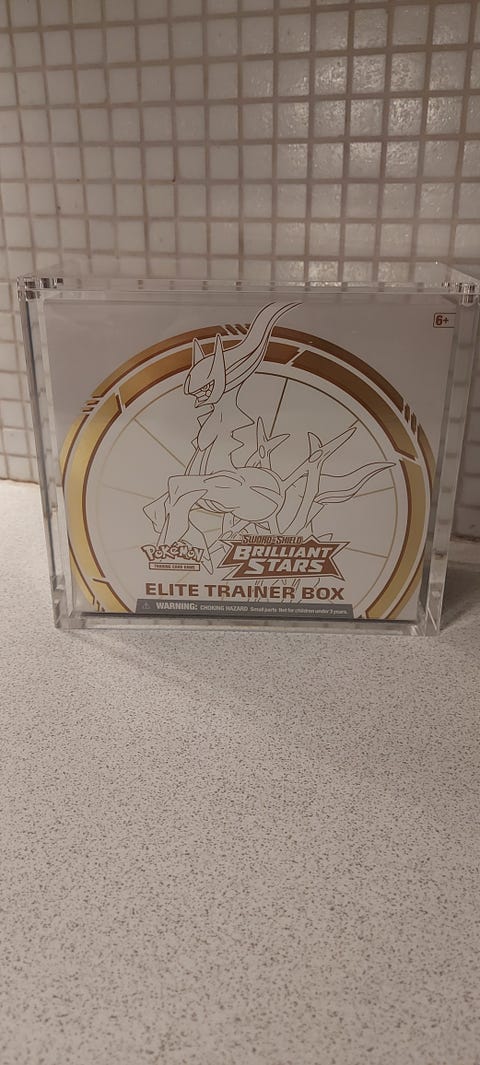 6+
SWORD & SHIELD
Pokémon
TRADING CARD GAME
BRILLIANT
STARS
ELITE TRAINER BOX
WARNING: CHOKING HAZARD Small parts Not for children under 3 years.